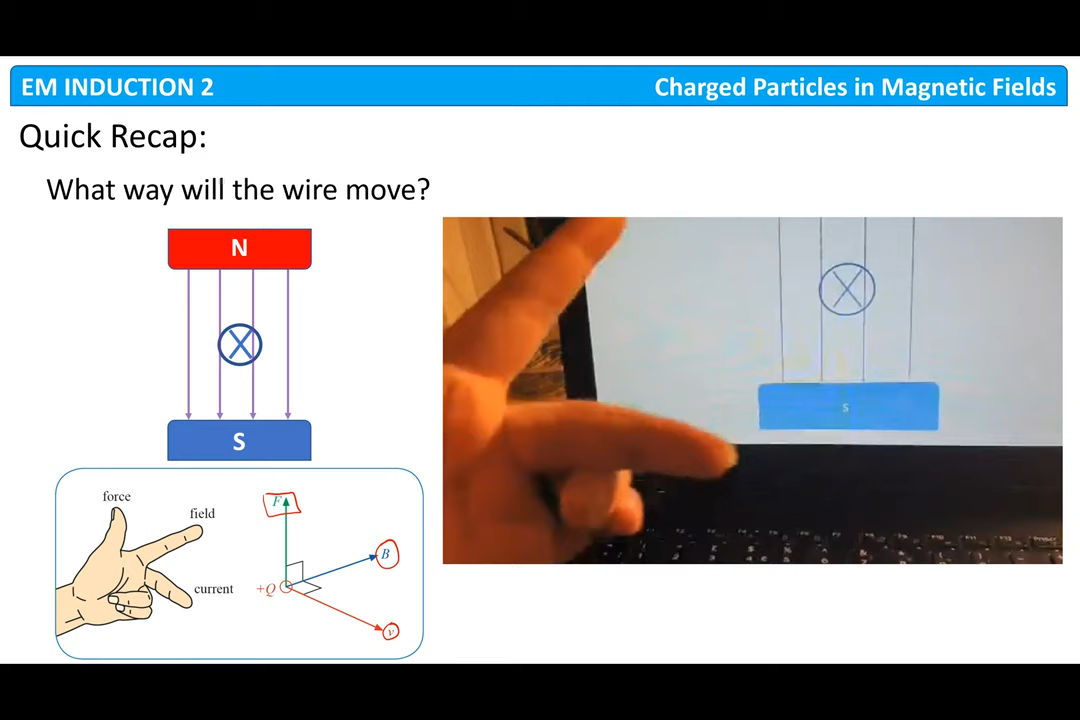 EM INDUCTION 2
Charged Particles in Magnetic Fields
Quick Recap:
What way will the wire move?
N
S
S
force
field
current
F
B
+Q
v